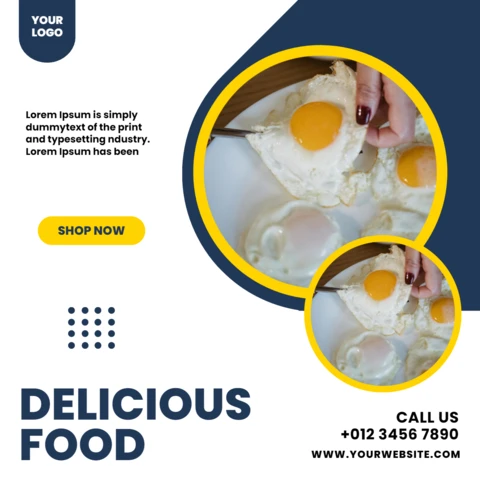 YOUR
LOGO
Lorem Ipsum is simply
dummytext of the print
and typesetting ndustry.
Lorem Ipsum has been
SHOP NOW
DELICIOUS
FOOD
CALL US
+012 3456 7890
WWW.YOURWEBSITE.COM